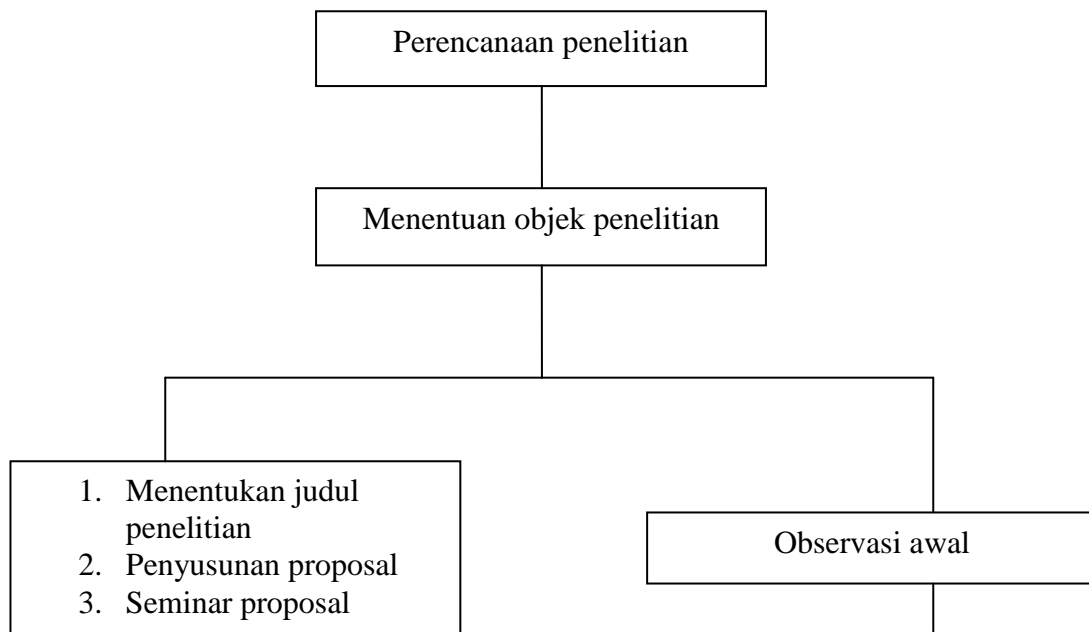 Perencanaan penelitian
Menentuan objek penelitian
1. Menentukan judul
penelitian
2. Penyusunan proposal
3. Seminar proposal
Observasi awal